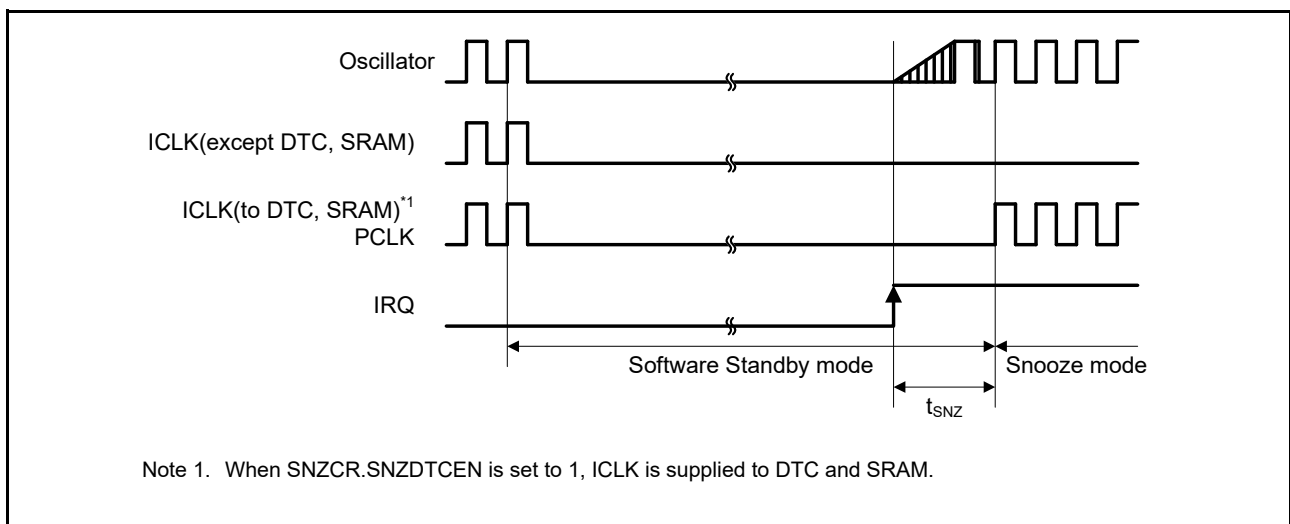 Oscillator
ICLK(except DTC, SRAM)
ICLK(to DTC, SRAM)*1
PCLK
IRQ
Software Standby mode
Snooze mode
tSNZ
Note 1. When SNZCR.SNZDTCEN is set to 1, ICLK is supplied to DTC and SRAM.